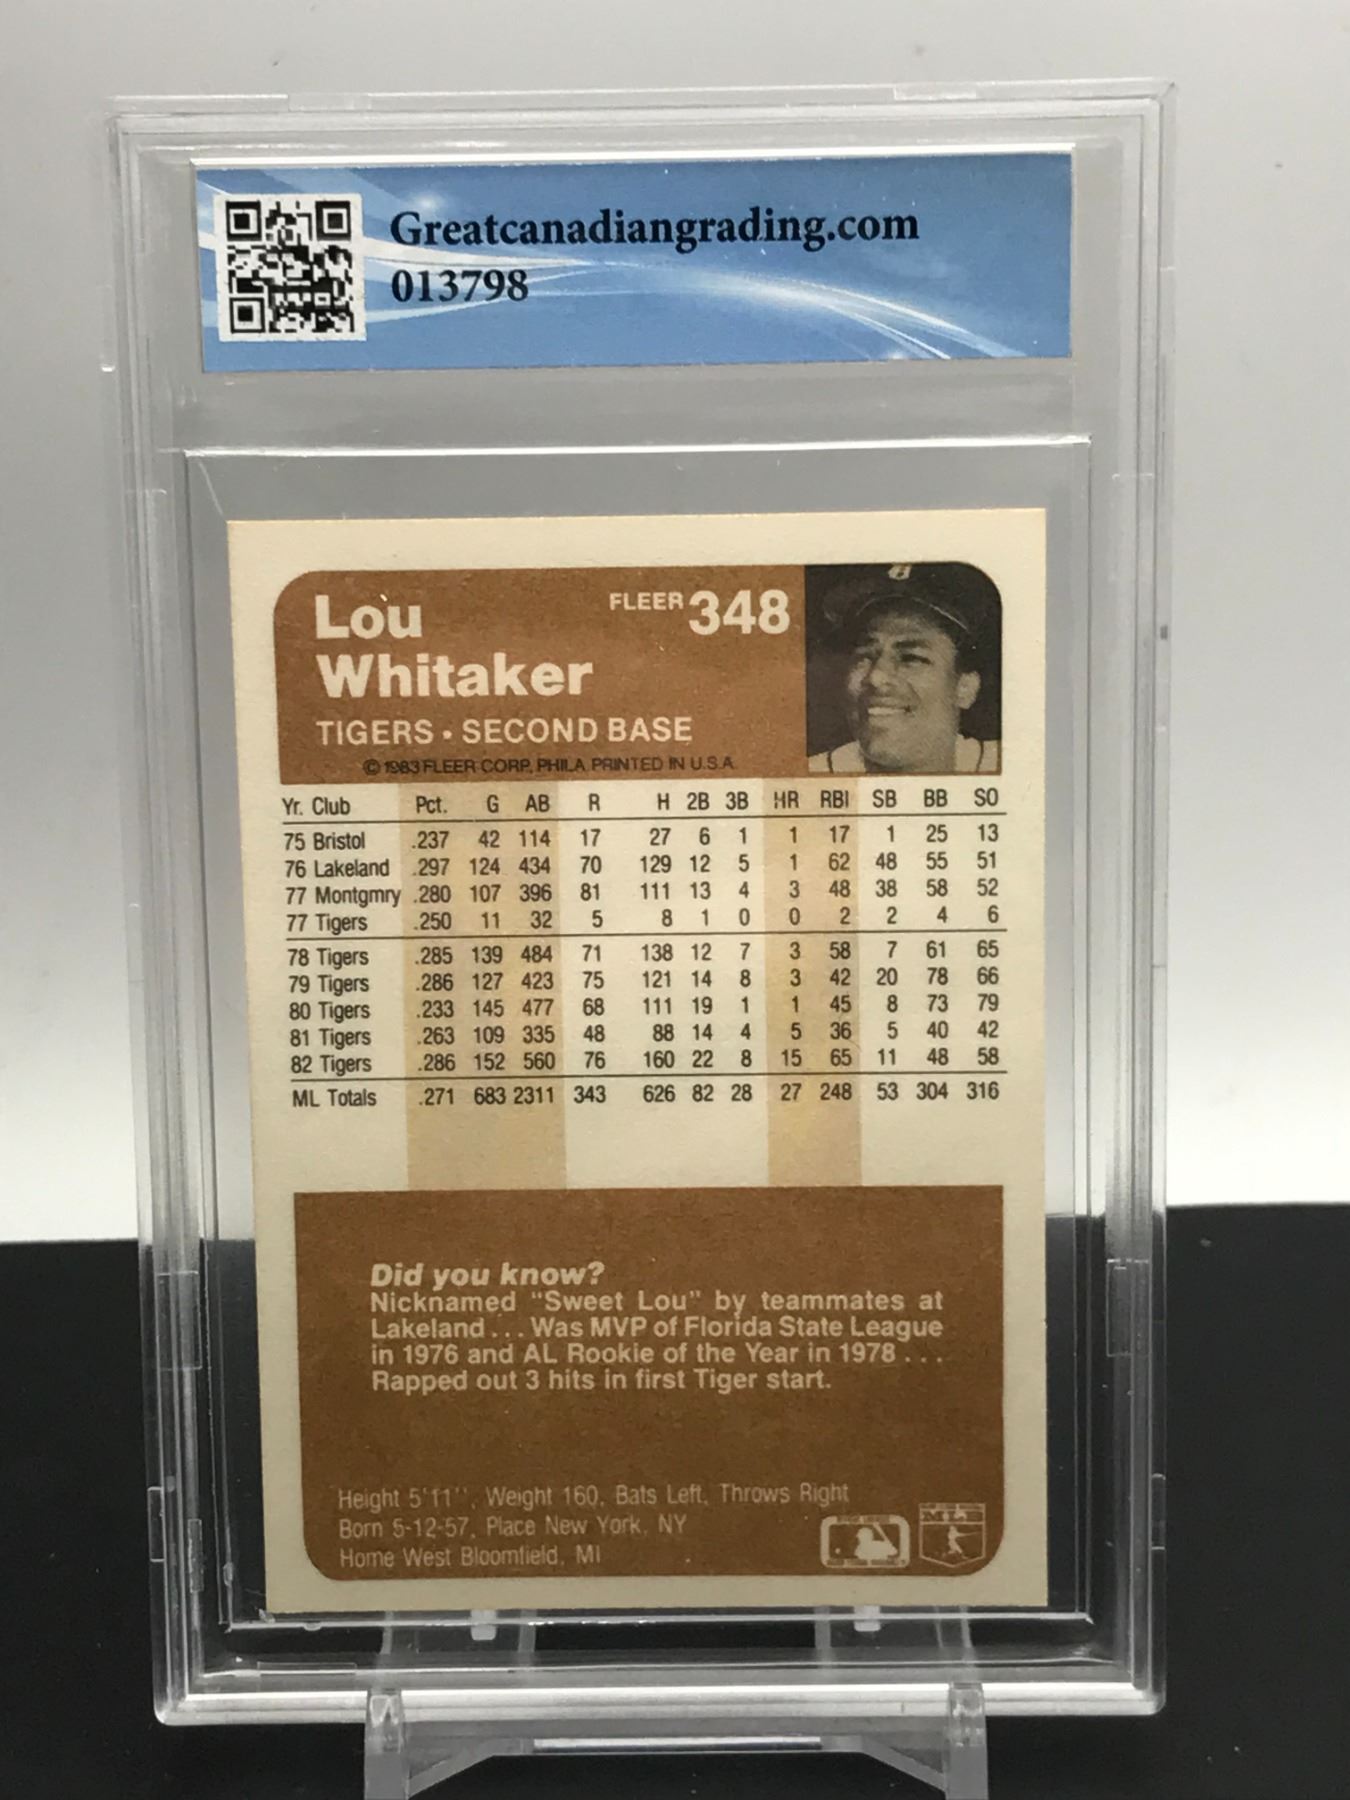 Greatcanadiangrading.com
013798
Lou
Whitaker
FLEER 348
TIGERS • SECOND BASE
© 1983 FLEER CORP. PHILA. PRINTED IN U.S.A.
Yr. Club Pct. G AB R H 2B 3B HR RBI SB BB SO
75 Bristol .237 42 114 17 27 6 1 1 17 1 25 13
76 Lakeland .297 124 434 70 129 12 5 1 62 48 55 51
77 Montgmry .280 107 396 81 111 13 4 3 48 38 58 52
77 Tigers .250 11 32 5 8 1 0 0 2 2 4 6
78 Tigers .285 139 484 71 138 12 7 3 58 7 61 65
79 Tigers .286 127 423 75 121 14 8 3 42 20 78 66
80 Tigers .233 145 477 68 111 19 1 1 45 8 73 79
81 Tigers .263 109 335 48 88 14 4 5 36 5 40 42
82 Tigers .286 152 560 76 160 22 8 15 65 11 48 58
ML Totals .271 683 2311 343 626 82 28 27 248 53 304 316
Did you know?
Nicknamed "Sweet Lou" by teammates at
Lakeland . . . Was MVP of Florida State League
in 1976 and AL Rookie of the Year in 1978 . . .
Rapped out 3 hits in first Tiger start.
Height 5'11", Weight 160, Bats Left, Throws Right
Born 5-12-57, Place New York, NY
Home West Bloomfield, MI
MLB